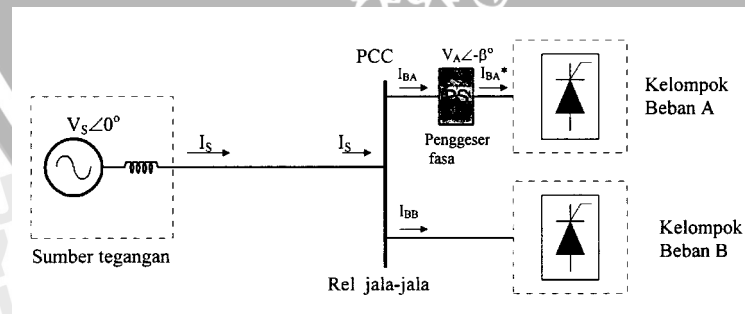 PCC
V_A∠-β°
I_BA
I_BA*
PS
Penggeser
fasa
Kelompok
Beban A
V_S∠0°
I_S
I_S
Sumber tegangan
I_BB
Kelompok
Beban B
Rel jala-jala